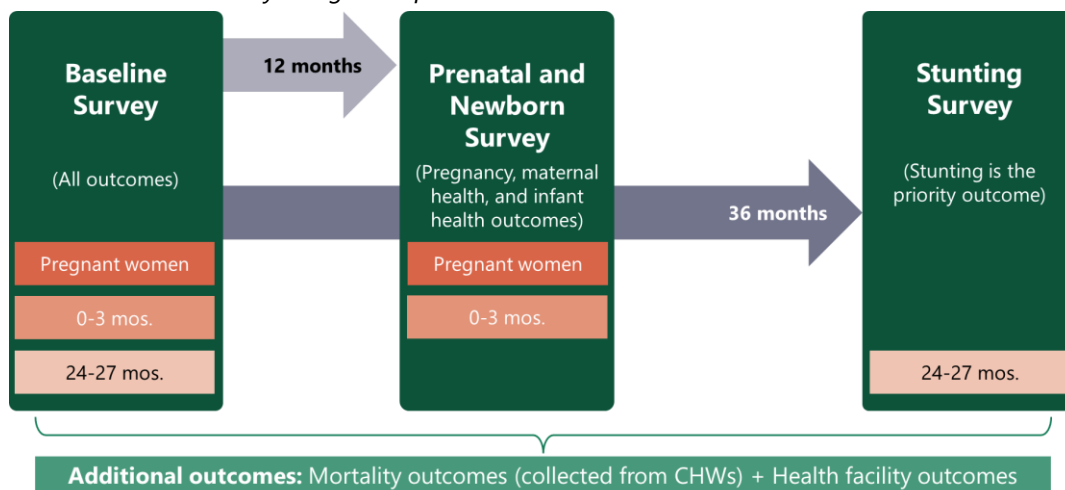 Baseline
Survey
(All outcomes)
Pregnant women
0-3 mos.
24-27 mos.
12 months
Prenatal and
Newborn
Survey
(Pregnancy, maternal
health, and infant
health outcomes)
Pregnant women
0-3 mos.
36 months
Stunting
Survey
(Stunting is the
priority outcome)
24-27 mos.
Additional outcomes: Mortality outcomes (collected from CHWs) + Health facility outcomes